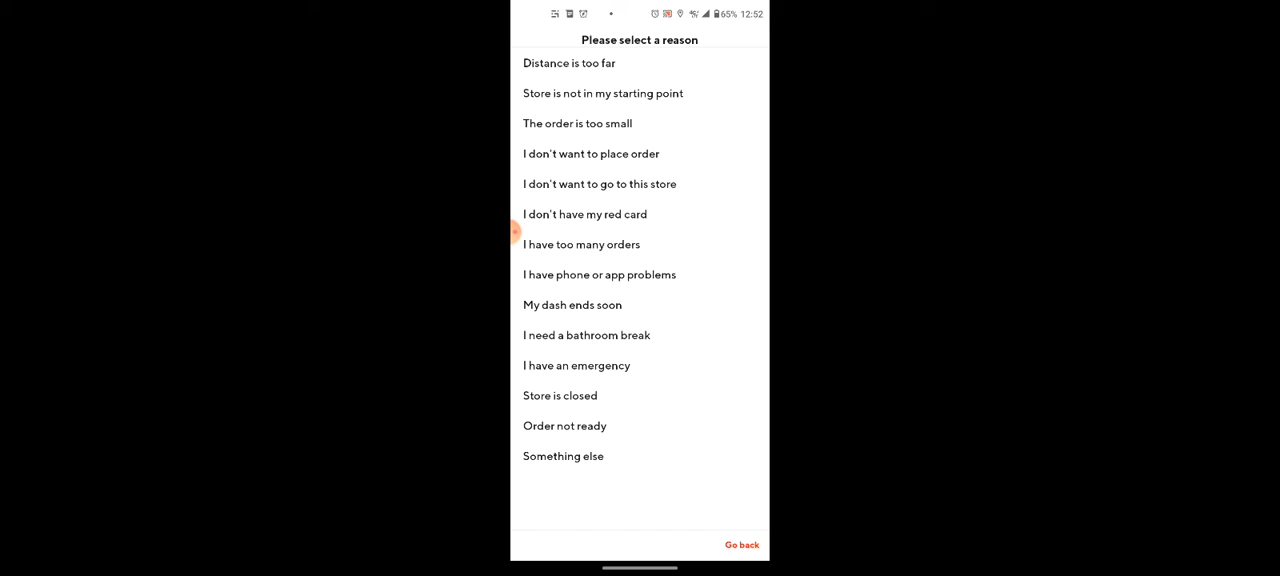 65% 12:52
Please select a reason
Distance is too far
Store is not in my starting point
The order is too small
I don't want to place order
I don't want to go to this store
I don't have my red card
I have too many orders
I have phone or app problems
My dash ends soon
I need a bathroom break
I have an emergency
Store is closed
Order not ready
Something else
Go back